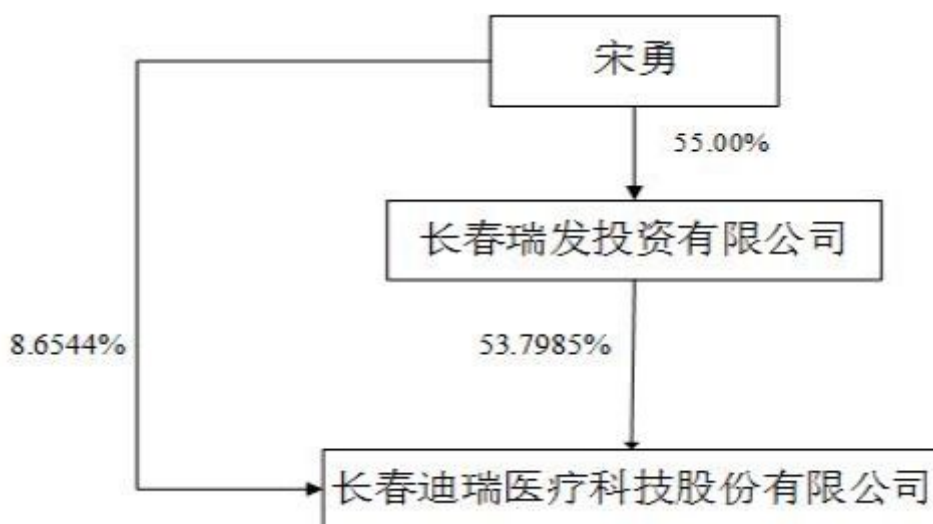 宋勇
55.00%
长春瑞发投资有限公司
8.6544%
53.7985%
长春迪瑞医疗科技股份有限公司